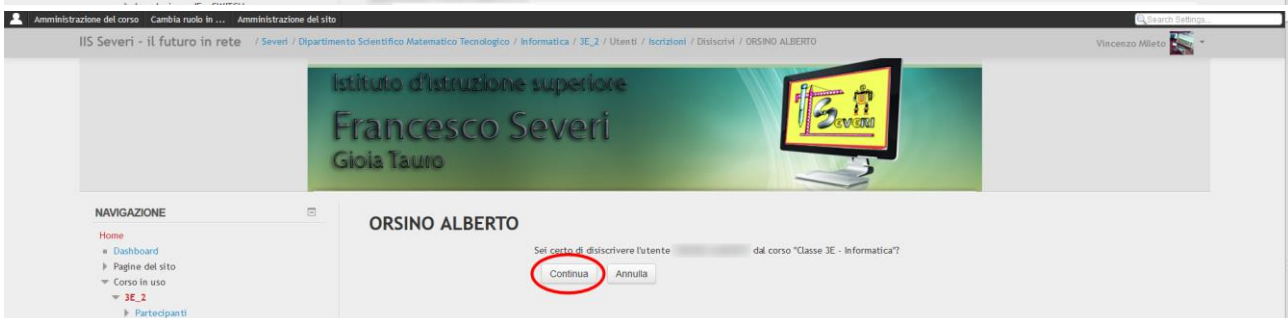 Amministrazione del corso Cambia ruolo in ... Amministrazione del sito Search Settings...
IIS Severi - il futuro in rete / Severi / Dipartimento Scientifico Matematico Tecnologico / Informatica / 3E_2 / Utenti / Iscrizioni / Disiscrivi / ORSINO ALBERTO Vincenzo Mileto
Istituto d'istruzione superiore
Francesco Severi
Gioia Tauro
SEVERI
NAVIGAZIONE
Home
Dashboard
Pagine del sito
Corso in uso
3E_2
Partecipanti
ORSINO ALBERTO
Sei certo di disiscrivere l'utente dal corso "Classe 3E - Informatica"?
Continua Annulla